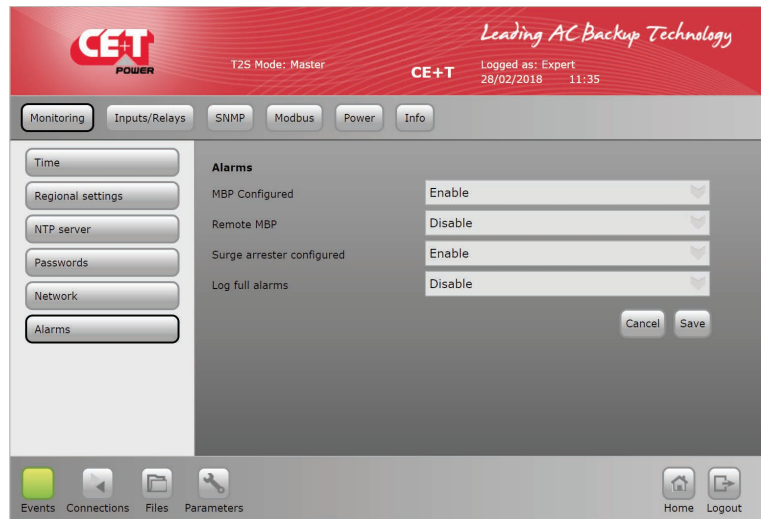 CE+T
POWER
Leading AC Backup Technology
T2S Mode: Master
CE+T
Logged as: Expert
28/02/2018 11:35
Monitoring Inputs/Relays SNMP Modbus Power Info
Time
Regional settings
NTP server
Passwords
Network
Alarms
Alarms
MBP Configured Enable
Remote MBP Disable
Surge arrester configured Enable
Log full alarms Disable
Cancel Save
Events Connections Files Parameters Home Logout